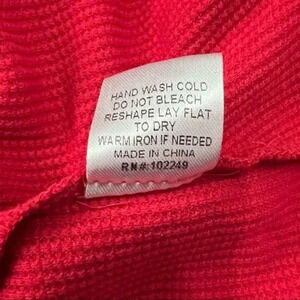 HAND WASH COLD
DO NOT BLEACH
RESHAPE LAY FLAT
TO DRY
WARM IRON IF NEEDED
MADE IN CHINA
RN#:102249